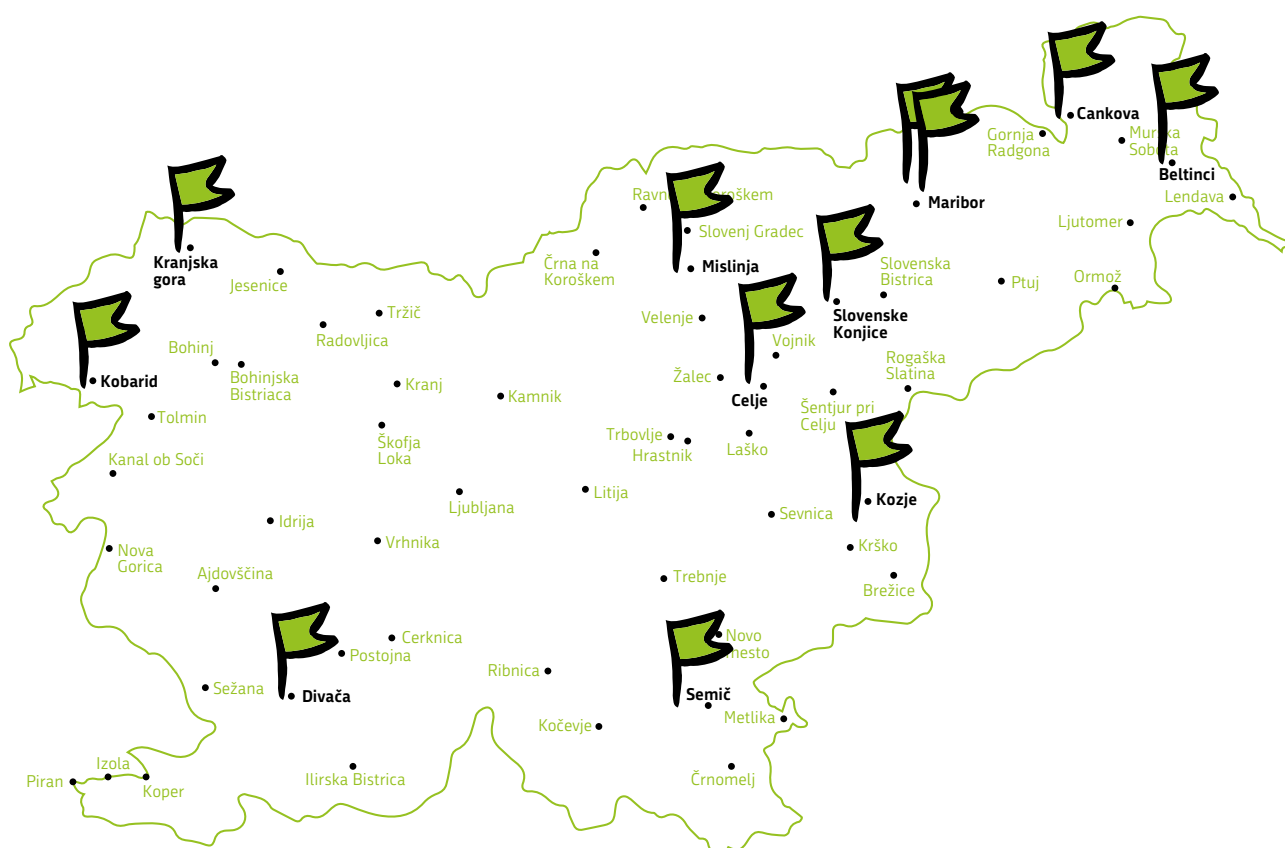 Cankova
Gornja
Radgona
Murska
Sobota
Beltinci
Lendava
Maribor
Ljutomer
Slovenj Gradec
Mislinja
Črna na
Koroškem
Kranjska
gora
Jesenice
Slovenska
Bistrica
Ptuj
Ormož
Slovenske
Konjice
Velenje
Tržič
Radovljica
Vojnik
Bohinj
Bohinjska
Bistriaca
Kobarid
Kranj
Kamnik
Žalec
Celje
Rogaška
Slatina
Šentjur pri
Celju
Tolmin
Škofja
Loka
Trbovlje
Hrastnik
Laško
Kanal ob Soči
Ljubljana
Litija
Sevnica
Kozje
Idrija
Vrhnika
Krško
Nova
Gorica
Ajdovščina
Trebnje
Brežice
Cerknica
Postojna
Novo
Ribnica
Sežana
Divača
Semič
Metlika
Kočevje
Izola
Piran
Koper
Ilirska Bistrica
Črnomelj